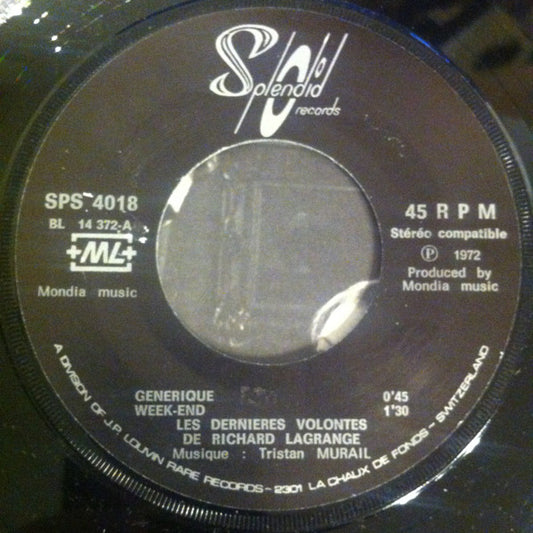 Splendid
records
SPS 4018
BL 14 372-A
+ML+
Mondia music
45 RPM
Stéréo compatible
Ⓟ 1972
Produced by
Mondia music
GENERIQUE 0'45
WEEK-END 1'30
LES DERNIERES VOLONTES
DE RICHARD LAGRANGE
Musique : Tristan MURAIL
A DIVISION OF J.P. LOUVIN RARE RECORDS - 2301 LA CHAUX DE FONDS - SWITZERLAND